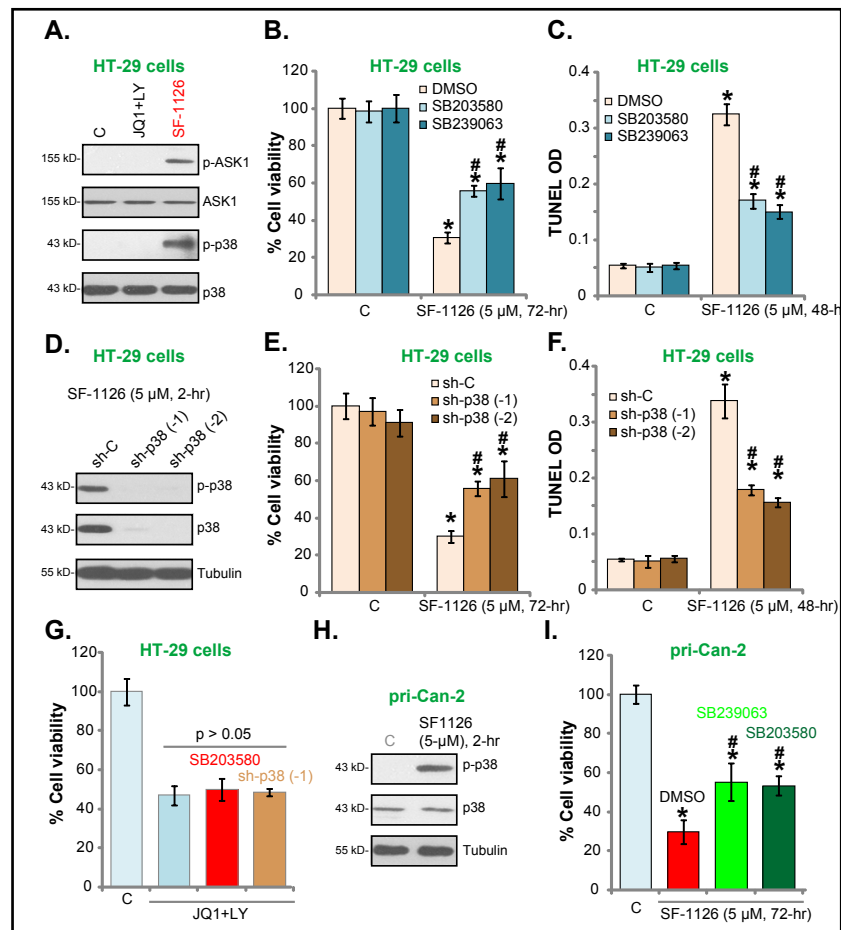 A.
HT-29 cells
C
JQ1+LY
SF-1126
155 kD-
p-ASK1
155 kD-
ASK1
43 kD-
p-p38
43 kD-
p38
B.
HT-29 cells
DMSO
SB203580
SB239063
% Cell viability
120
100
80
60
40
20
0
*
#
*
#
*
C
SF-1126 (5 µM, 72-hr)
C.
HT-29 cells
DMSO
SB203580
SB239063
TUNEL OD
0.4
0.3
0.2
0.1
0
*
#
*
#
*
C
SF-1126 (5 µM, 48-h
D.
HT-29 cells
SF-1126 (5 µM, 2-hr)
sh-C
sh-p38 (-1)
sh-p38 (-2)
43 kD-
p-p38
43 kD-
p38
55 kD-
Tubulin
E.
HT-29 cells
sh-C
sh-p38 (-1)
sh-p38 (-2)
% Cell viability
120
100
80
60
40
20
0
*
#
*
#
*
C
SF-1126 (5 µM, 72-hr)
F.
HT-29 cells
sh-C
sh-p38 (-1)
sh-p38 (-2)
TUNEL OD
0.4
0.3
0.2
0.1
0
*
#
*
#
*
C
SF-1126 (5 µM, 48-hr)
G.
HT-29 cells
% Cell viability
120
100
80
60
40
20
0
p > 0.05
SB203580
sh-p38 (-1)
C
JQ1+LY
H.
pri-Can-2
C
SF1126
(5-µM), 2-hr
43 kD-
p-p38
43 kD-
p38
55 kD-
Tubulin
I.
pri-Can-2
% Cell viability
120
100
80
60
40
20
0
SB239063
SB203580
DMSO
*
#
*
#
*
C
SF-1126 (5 µM, 72-hr)